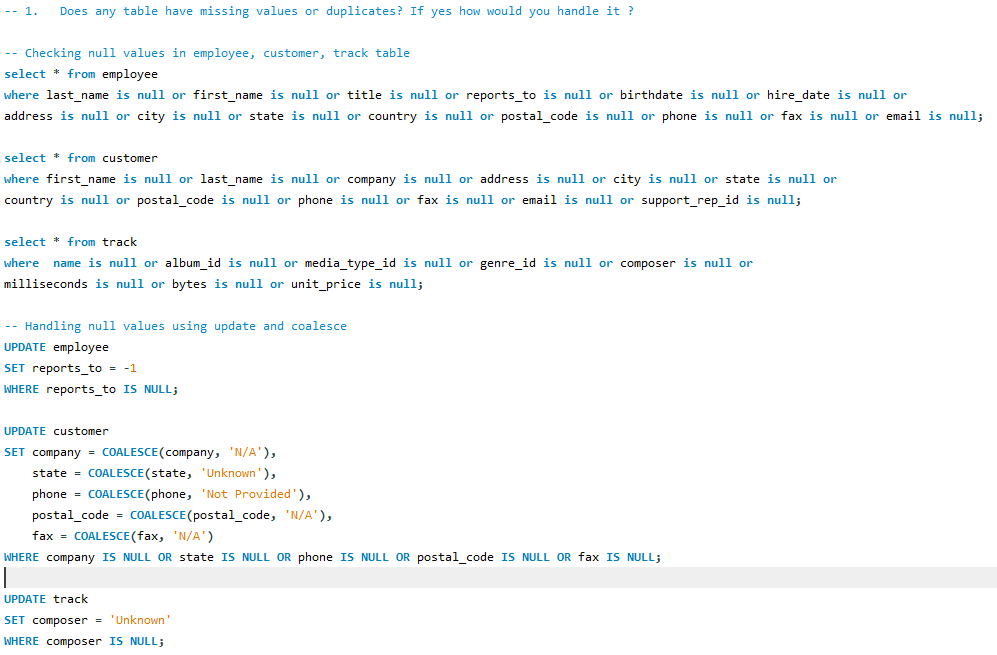 -- 1.   Does any table have missing values or duplicates? If yes how would you handle it ?
-- Checking null values in employee, customer, track table
select * from employee
where last_name is null or first_name is null or title is null or reports_to is null or birthdate is null or hire_date is null or
address is null or city is null or state is null or country is null or postal_code is null or phone is null or fax is null or email is null;
select * from customer
where first_name is null or last_name is null or company is null or address is null or city is null or state is null or
country is null or postal_code is null or phone is null or fax is null or email is null or support_rep_id is null;
select * from track
where  name is null or album_id is null or media_type_id is null or genre_id is null or composer is null or
milliseconds is null or bytes is null or unit_price is null;
-- Handling null values using update and coalesce
UPDATE employee
SET reports_to = -1
WHERE reports_to IS NULL;
UPDATE customer
SET company = COALESCE(company, 'N/A'),
    state = COALESCE(state, 'Unknown'),
    phone = COALESCE(phone, 'Not Provided'),
    postal_code = COALESCE(postal_code, 'N/A'),
    fax = COALESCE(fax, 'N/A')
WHERE company IS NULL OR state IS NULL OR phone IS NULL OR postal_code IS NULL OR fax IS NULL;
UPDATE track
SET composer = 'Unknown'
WHERE composer IS NULL;